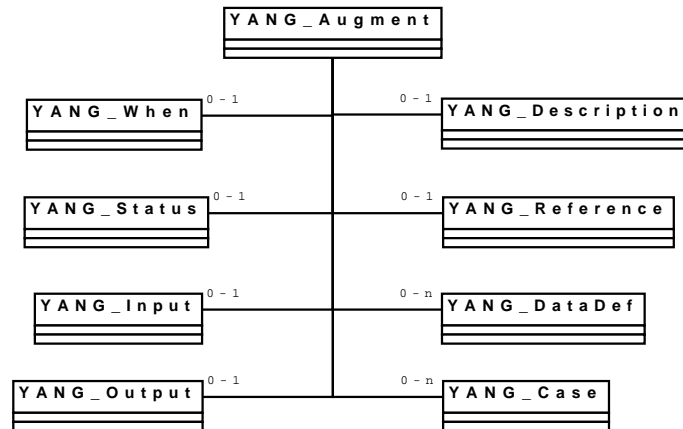 YANG_Augment
0-1
0-1
YANG_When
YANG_Description
0-1
0-1
YANG_Status
YANG_Reference
0-1
0-n
YANG_Input
YANG_DataDef
0-1
0-n
YANG_Output
YANG_Case